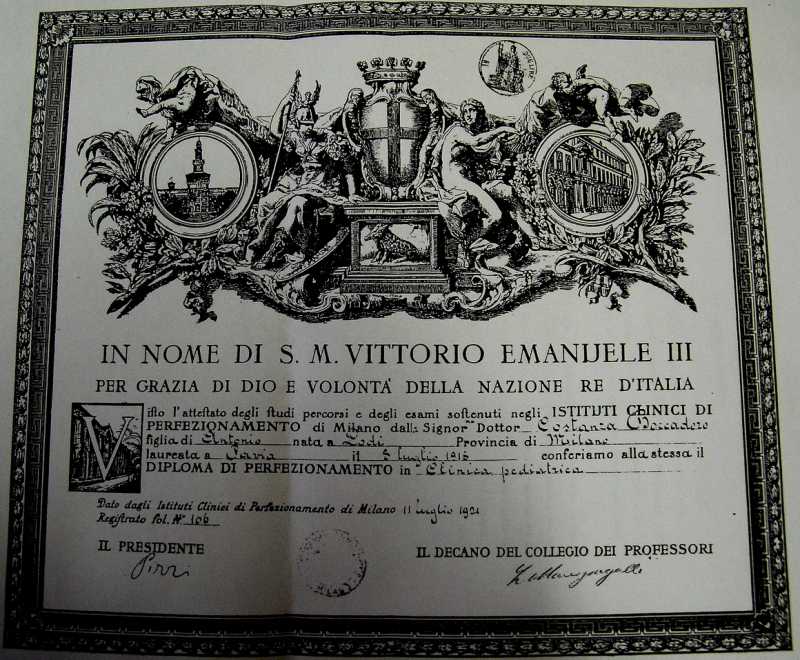 IN NOME DI S. M. VITTORIO EMANUELE III
PER GRAZIA DI DIO E VOLONTÀ DELLA NAZIONE RE D'ITALIA
Visto l'attestato degli studi percorsi e degli esami sostenuti negli ISTITUTI CLINICI DI
PERFEZIONAMENTO di Milano dalla Signora Dottor Costanza Boccadoro
figlia di Antonio nata a Lodi Provincia di Milano
laureata a Pavia il 5 luglio conferiamo alla stessa il
DIPLOMA DI PERFEZIONAMENTO in Clinica pediatrica
Dato dagli Istituti Clinici di Perfezionamento di Milano 11 luglio 1921
Registrato Pol. N° 106
IL PRESIDENTE
IL DECANO DEL COLLEGIO DEI PROFESSORI